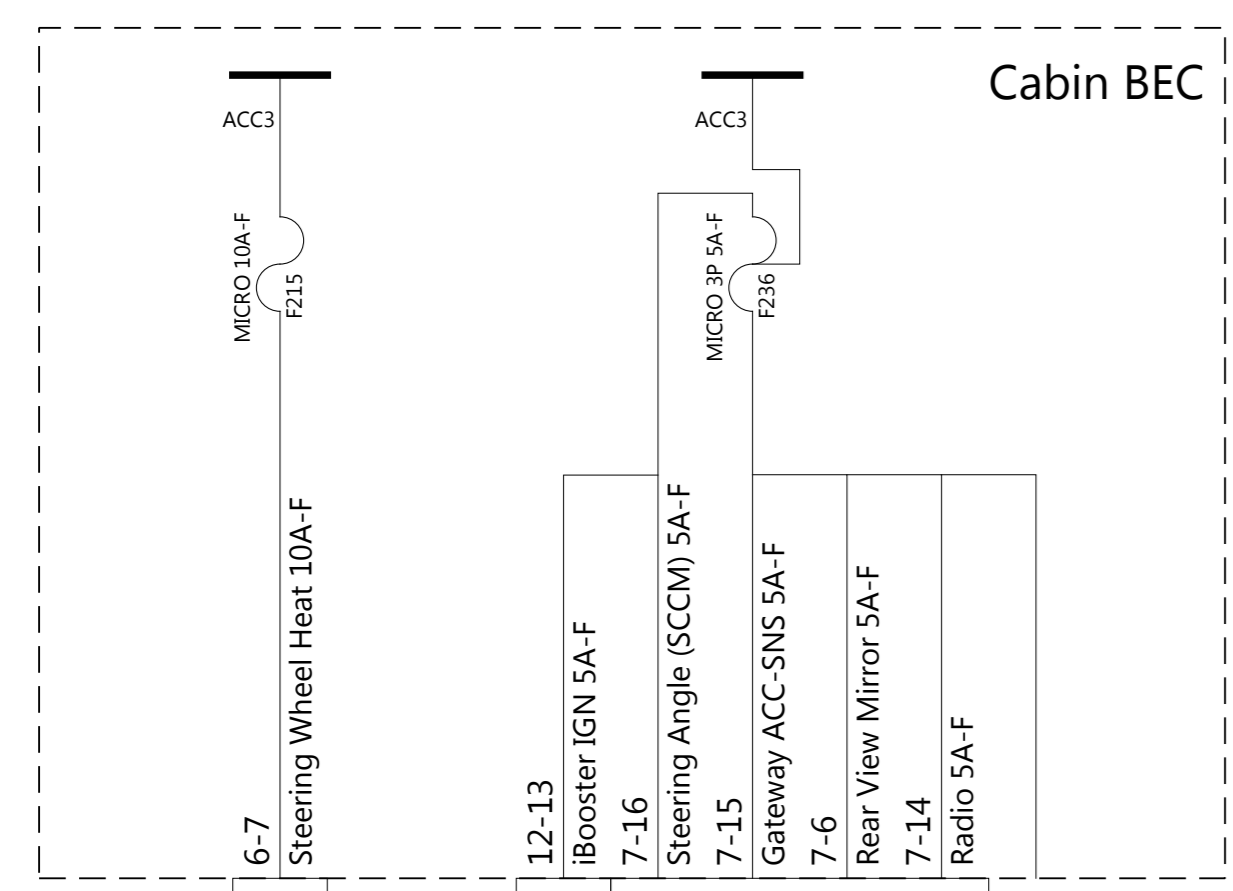 Cabin BEC
ACC3
ACC3
MICRO 10A-F
F215
MICRO 3P 5A-F
F236
6-7
Steering Wheel Heat 10A-F
12-13
iBooster IGN 5A-F
7-16
Steering Angle (SCCM) 5A-F
7-15
Gateway ACC-SNS 5A-F
7-6
Rear View Mirror 5A-F
7-14
Radio 5A-F